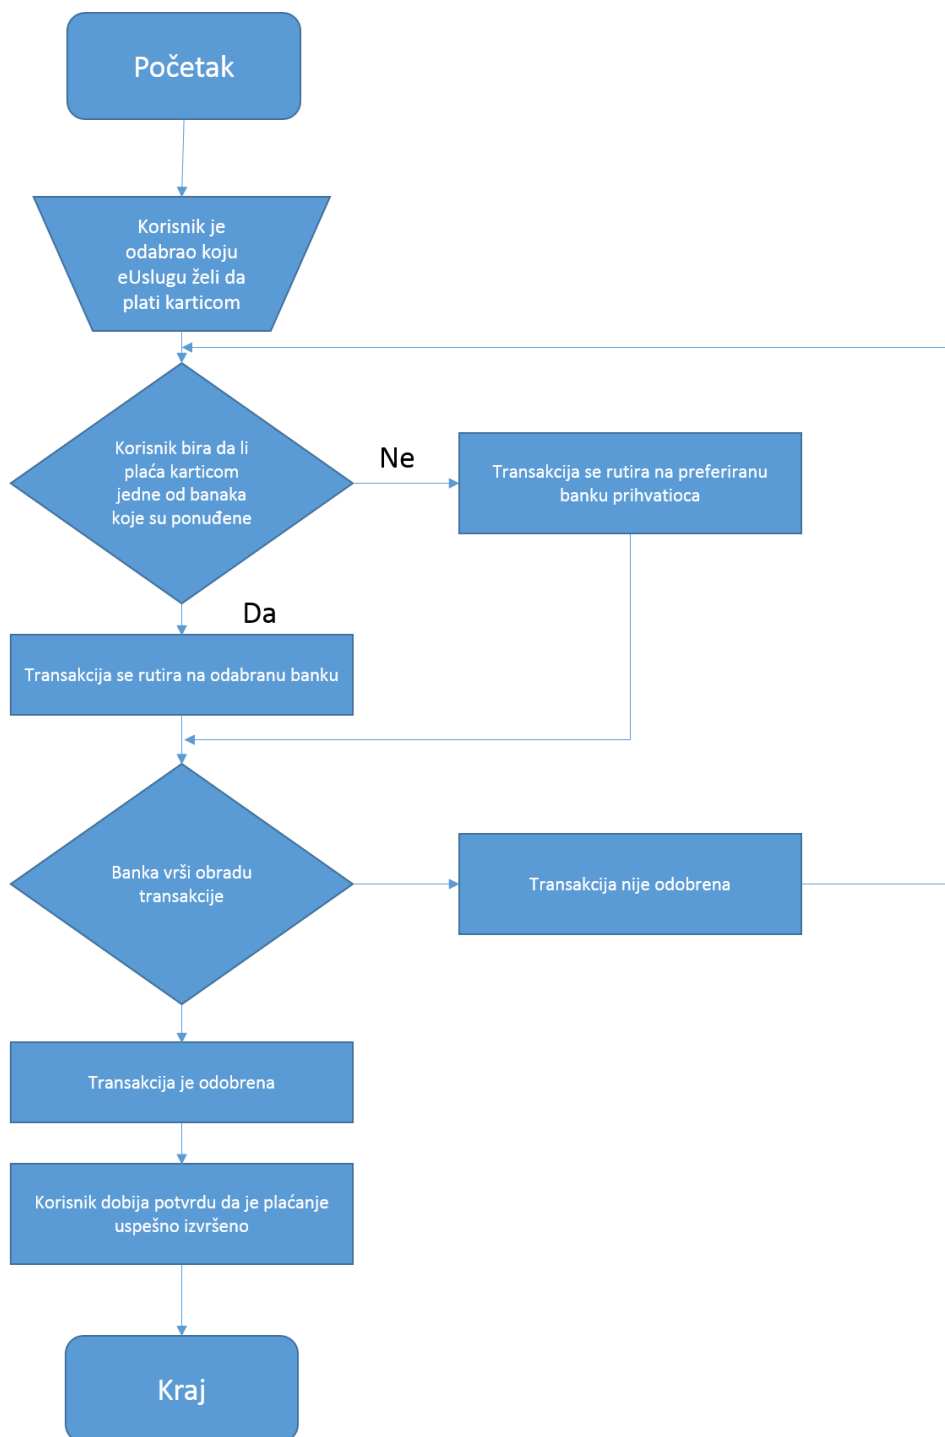 Početak
Korisnik je
odabrao koju
eUslugu želi da
plati karticom
Korisnik bira da li
plaća karticom
jedne od banaka
koje su ponuđene
Ne
Transakcija se rutira na preferiranu
banku prihvatioca
Da
Transakcija se rutira na odabranu banku
Banka vrši obradu
transakcije
Transakcija nije odobrena
Transakcija je odobrena
Korisnik dobija potvrdu da je plaćanje
uspešno izvršeno
Kraj